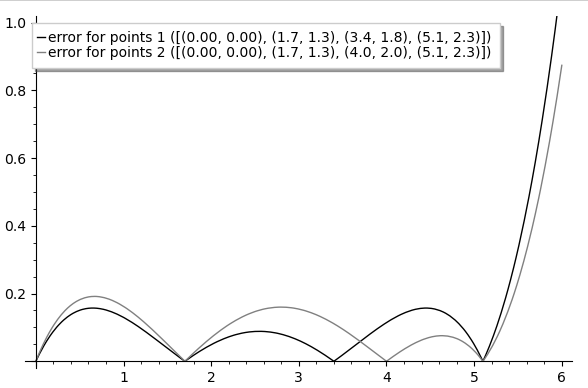 1.0
error for points 1 ([(0.00, 0.00), (1.7, 1.3), (3.4, 1.8), (5.1, 2.3)])
error for points 2 ([(0.00, 0.00), (1.7, 1.3), (4.0, 2.0), (5.1, 2.3)])
0.8
0.6
0.4
0.2
1 2 3 4 5 6